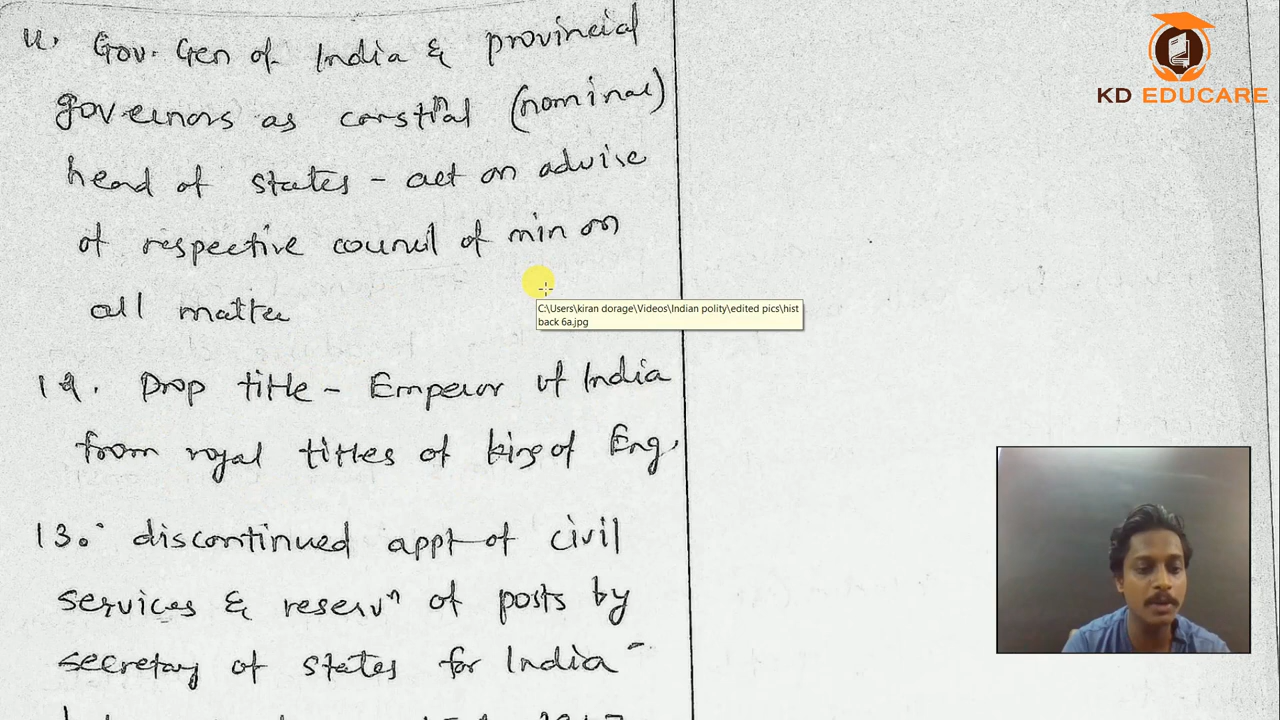 11. Gov. Gen of India & provincial
governors as constnal (nominal)
head of states - act on advise
of respective council of min on
all matter
12. Drop title - Emperor of India
from royal titles of king of Eng.
13. discontinued appt of civil
services & reservn of posts by
secretary of states for India
KD EDUCARE
C:\Users\kiran dorage\Videos\Indian polity\edited pics\hist
back 6a.jpg